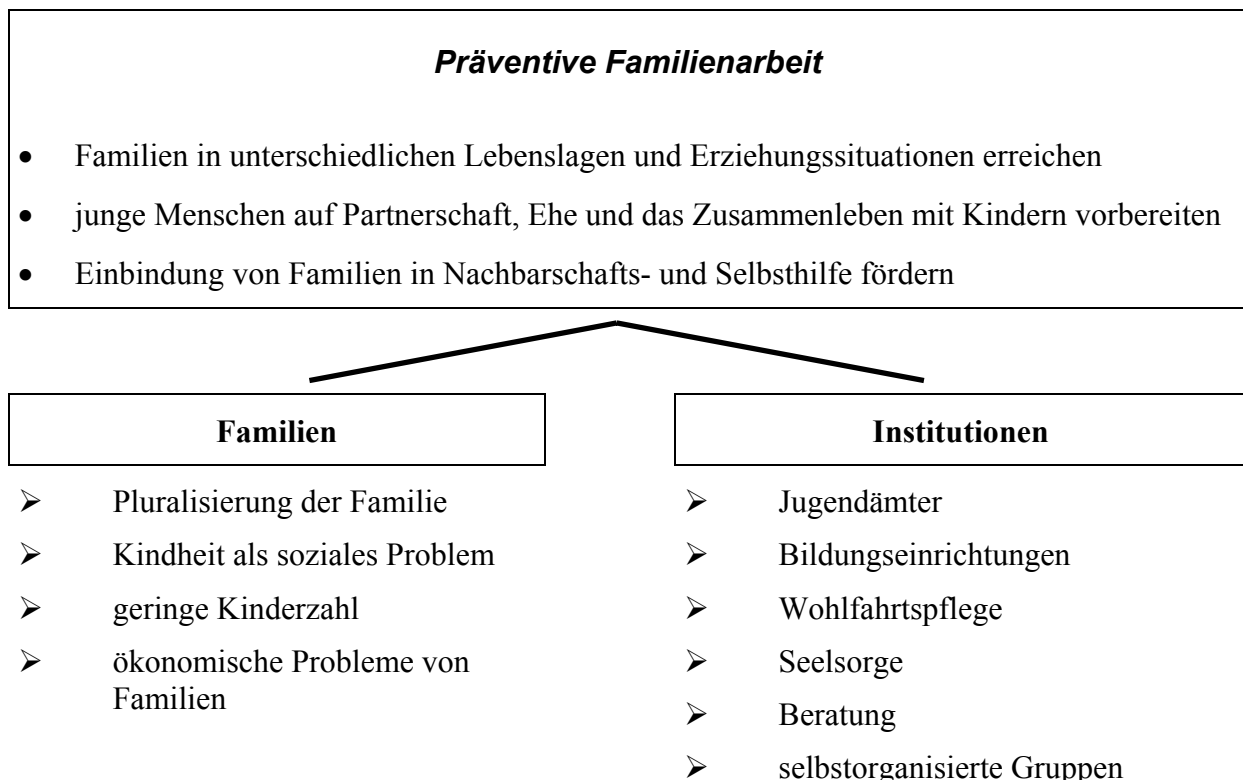 Präventive Familienarbeit
• Familien in unterschiedlichen Lebenslagen und Erziehungssituationen erreichen
• junge Menschen auf Partnerschaft, Ehe und das Zusammenleben mit Kindern vorbereiten
• Einbindung von Familien in Nachbarschafts- und Selbsthilfe fördern
Familien
➢ Pluralisierung der Familie
➢ Kindheit als soziales Problem
➢ geringe Kinderzahl
➢ ökonomische Probleme von
Familien
Institutionen
➢ Jugendämter
➢ Bildungseinrichtungen
➢ Wohlfahrtspflege
➢ Seelsorge
➢ Beratung
➢ selbstorganisierte Gruppen